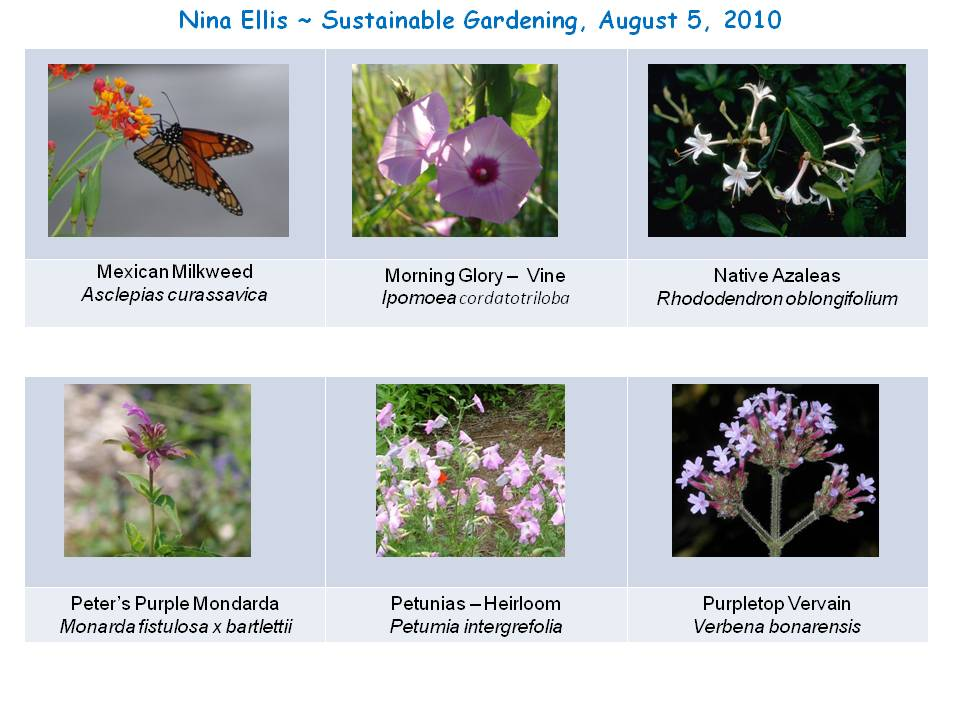 Nina Ellis ~ Sustainable Gardening, August 5, 2010
Mexican Milkweed
Asclepias curassavica
Morning Glory – Vine
Ipomoea cordatotriloba
Native Azaleas
Rhododendron oblongifolium
Peter's Purple Mondarda
Monarda fistulosa x bartlettii
Petunias – Heirloom
Petumia intergrefolia
Purpletop Vervain
Verbena bonarensis